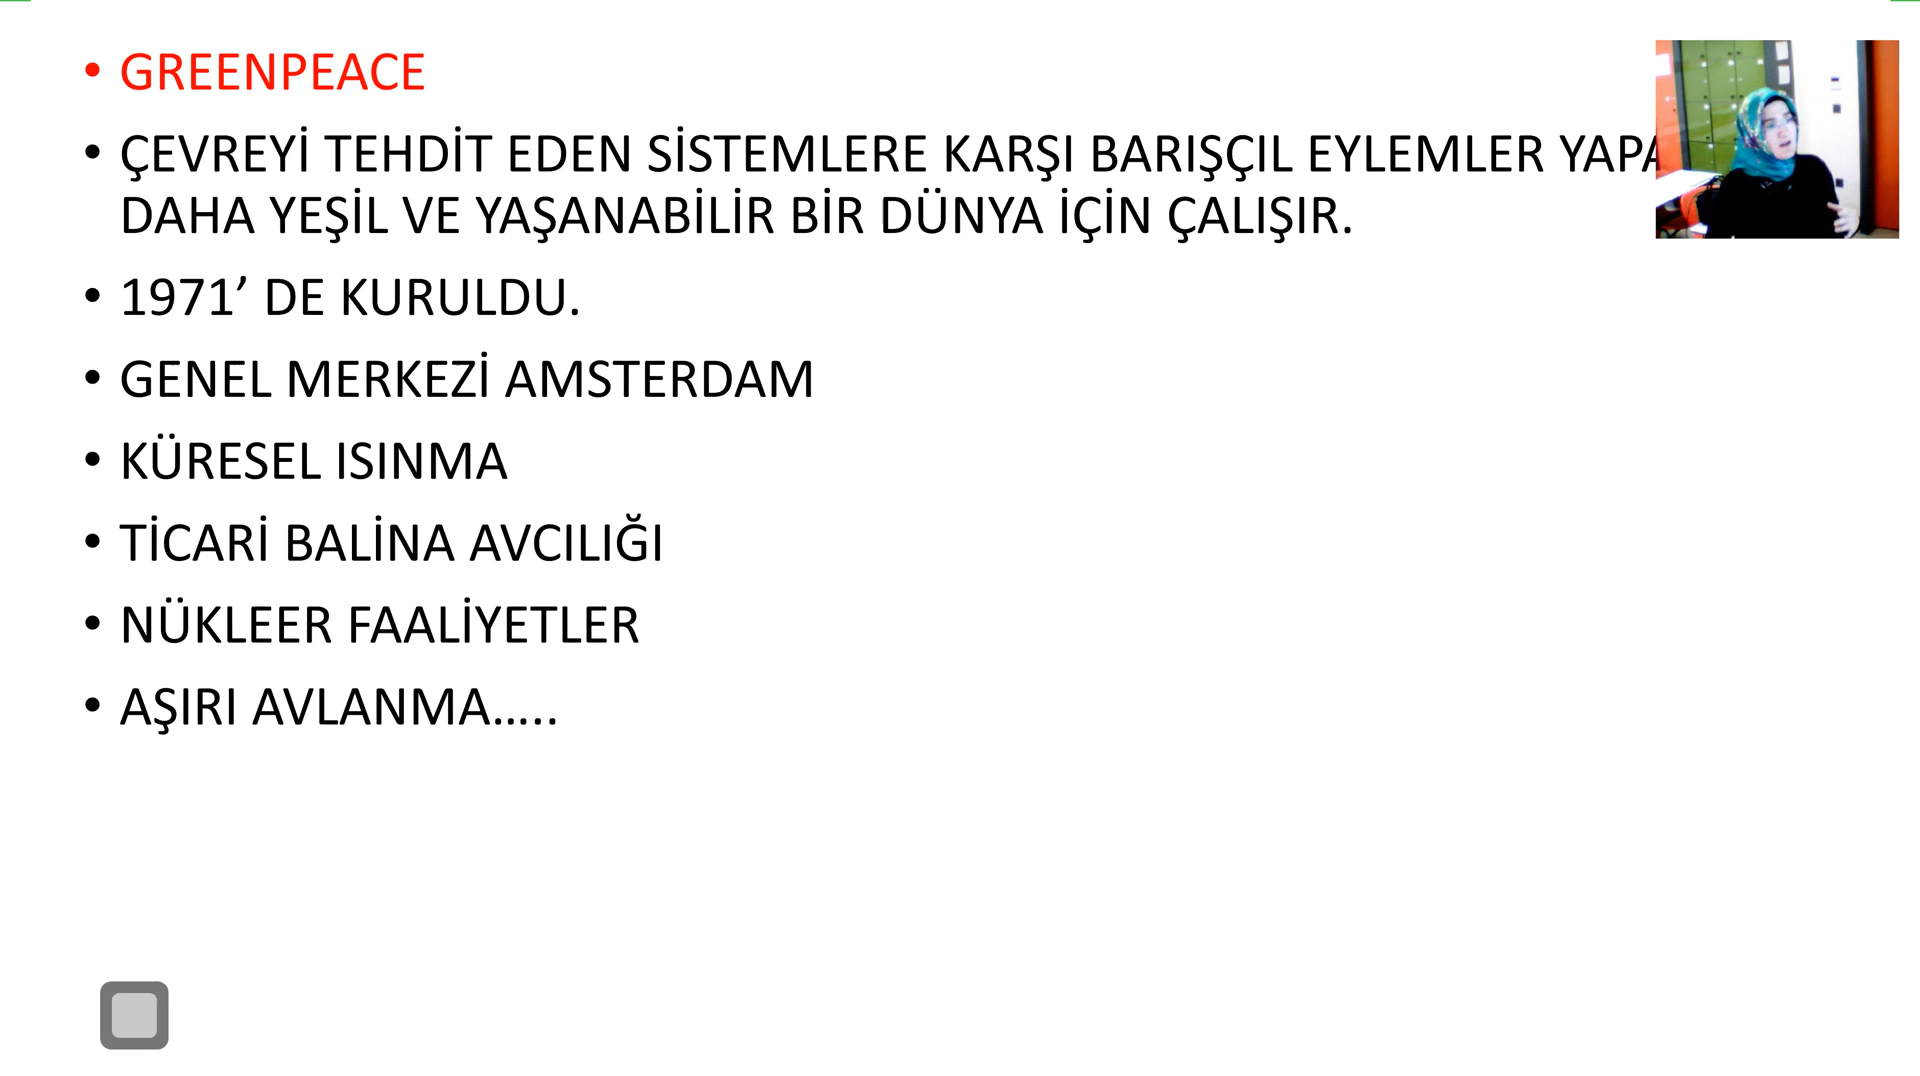 • GREENPEACE
• ÇEVREYİ TEHDİT EDEN SİSTEMLERE KARŞI BARIŞÇIL EYLEMLER
DAHA YEŞİL VE YAŞANABİLİR BİR DÜNYA İÇİN ÇALIŞIR.
• 1971’ DE KURULDU.
• GENEL MERKEZİ AMSTERDAM
• KÜRESEL ISINMA
• TİCARİ BALİNA AVCILIĞI
• NÜKLEER FAALİYETLER
• AŞIRI AVLANMA.....